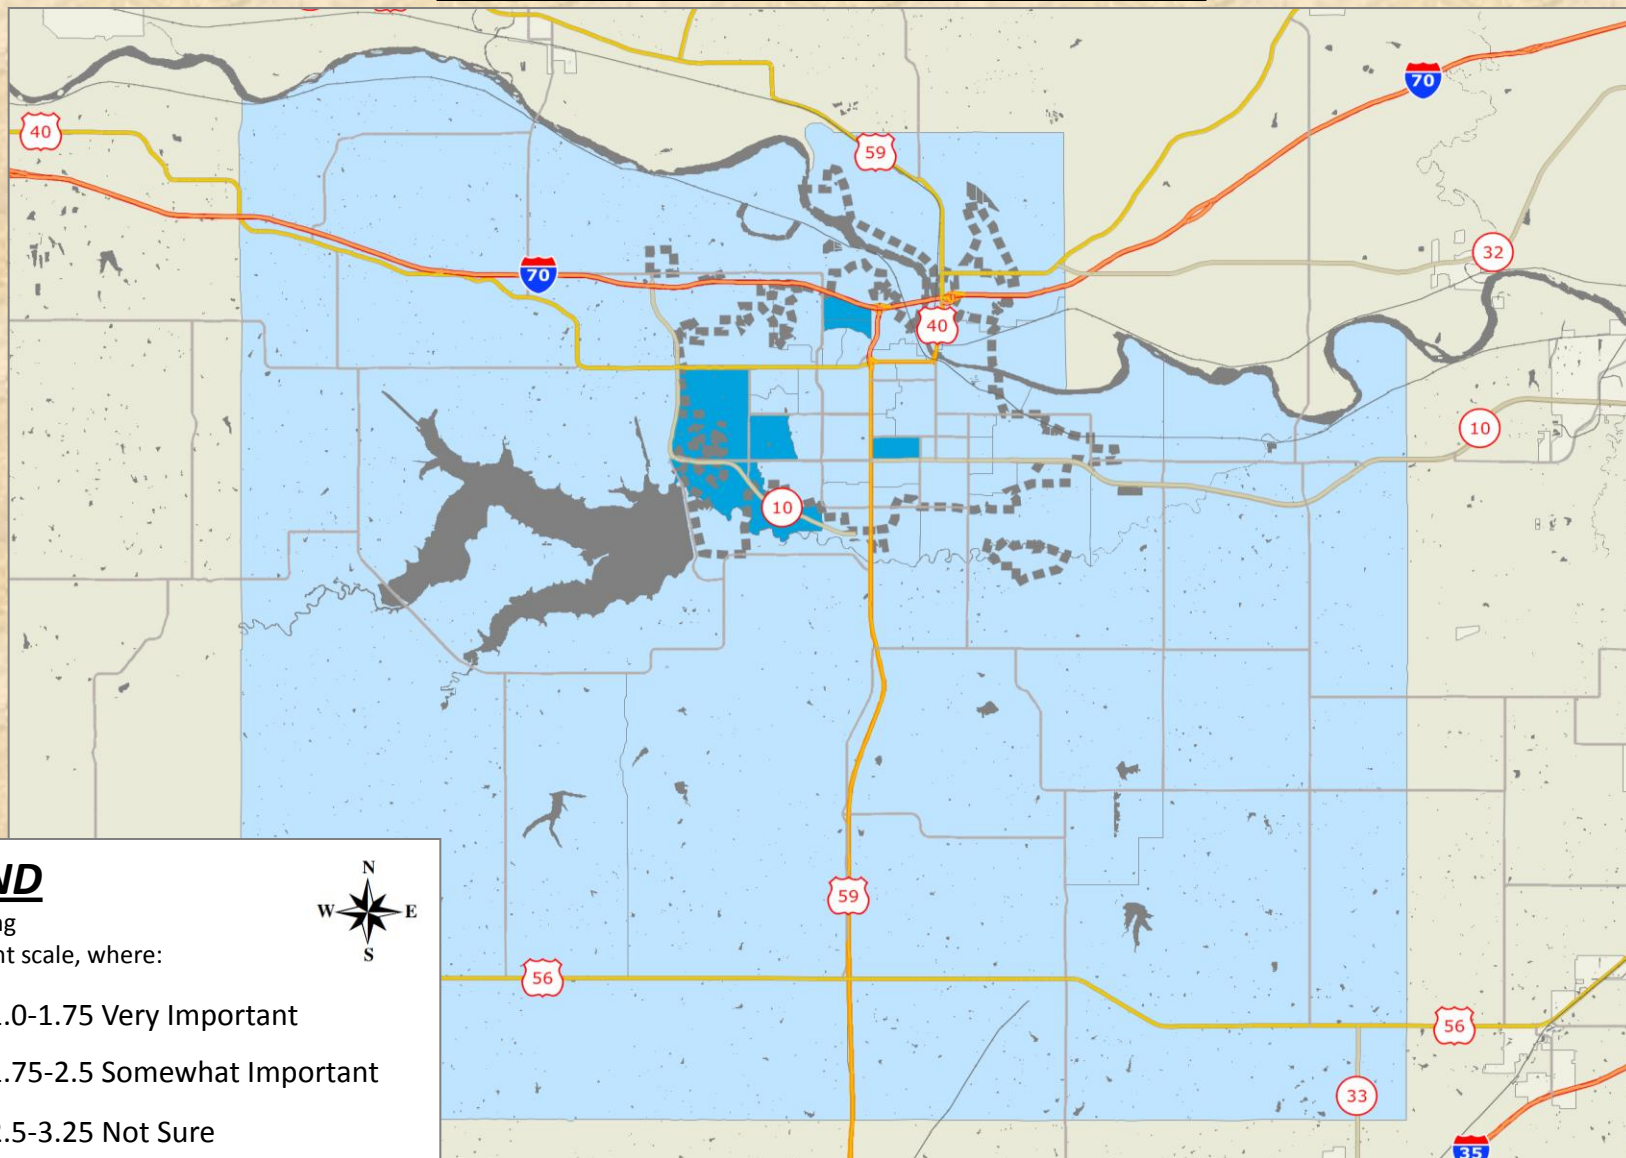 70
40
59
32
70
40
10
10
59
56
56
33
35
N
W E
S
ND
g
nt scale, where:
.0-1.75 Very Important
.75-2.5 Somewhat Important
.5-3.25 Not Sure